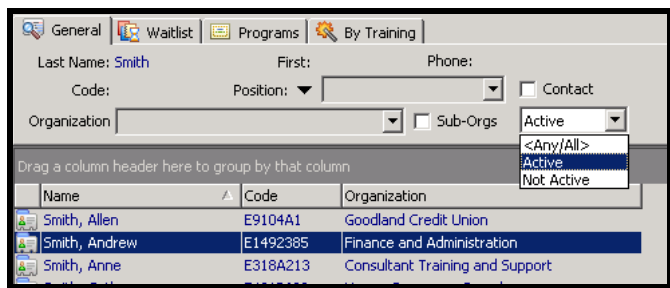 General Waitlist Programs By Training
Last Name: Smith First: Phone:
Code: Position: Contact
Organization Sub-Orgs Active
<Any/All>
Active
Not Active
Drag a column header here to group by that column
Name Code Organization
Smith, Allen E9104A1 Goodland Credit Union
Smith, Andrew E1492385 Finance and Administration
Smith, Anne E318A213 Consultant Training and Support